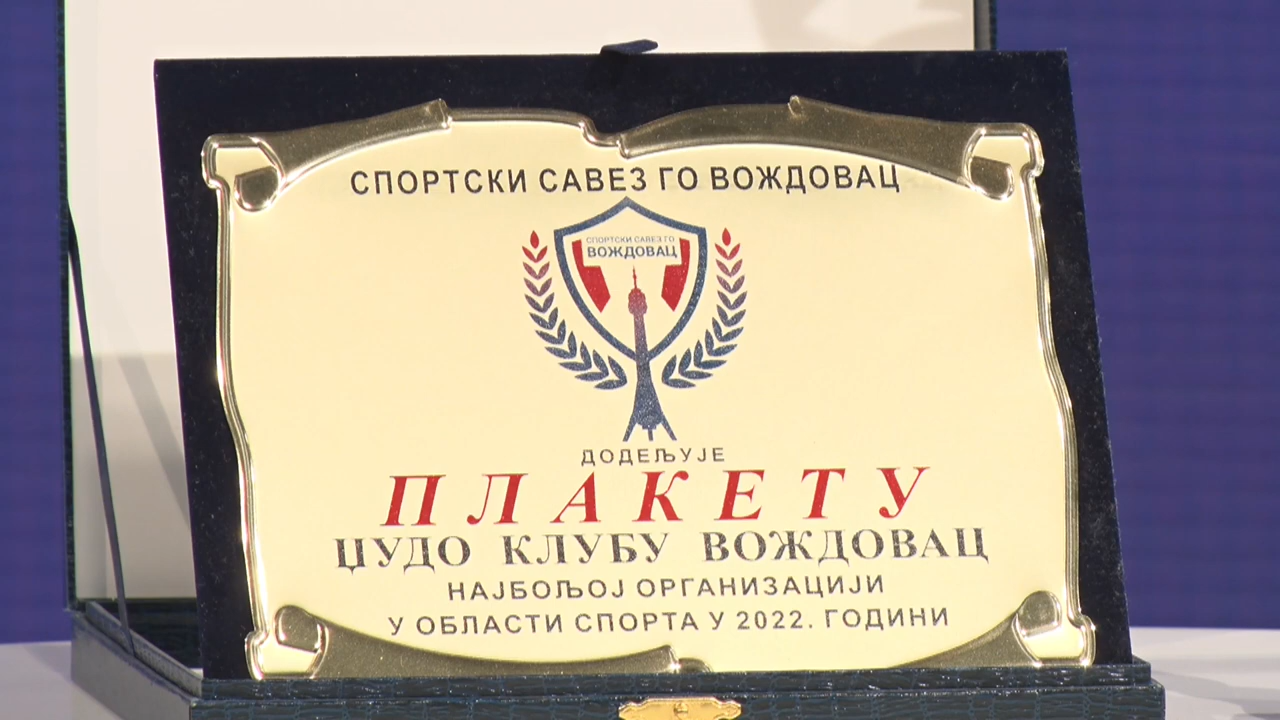 СПОРТСКИ САВЕЗ ГО ВОЖДОВАЦ
СПОРТСКИ САВЕЗ ГО
ВОЖДОВАЦ
ДОДЕЉУЈЕ
ПЛАКЕТУ
ЏУДО КЛУБУ ВОЖДОВАЦ
НАЈБОЉОЈ ОРГАНИЗАЦИЈИ
У ОБЛАСТИ СПОРТА У 2022. ГОДИНИ